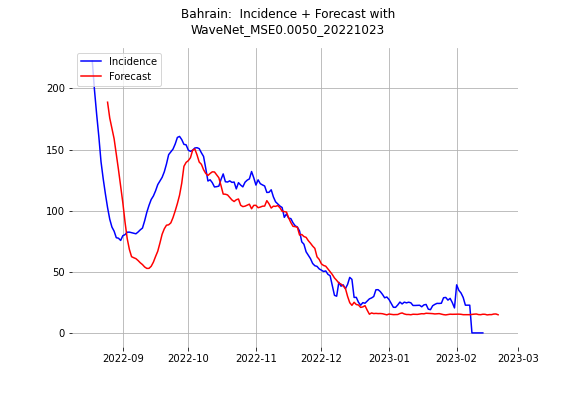 Bahrain:  Incidence + Forecast with
WaveNet_MSE0.0050_20221023
Incidence
Forecast
200
150
100
50
0
2022-09 2022-10 2022-11 2022-12 2023-01 2023-02 2023-03